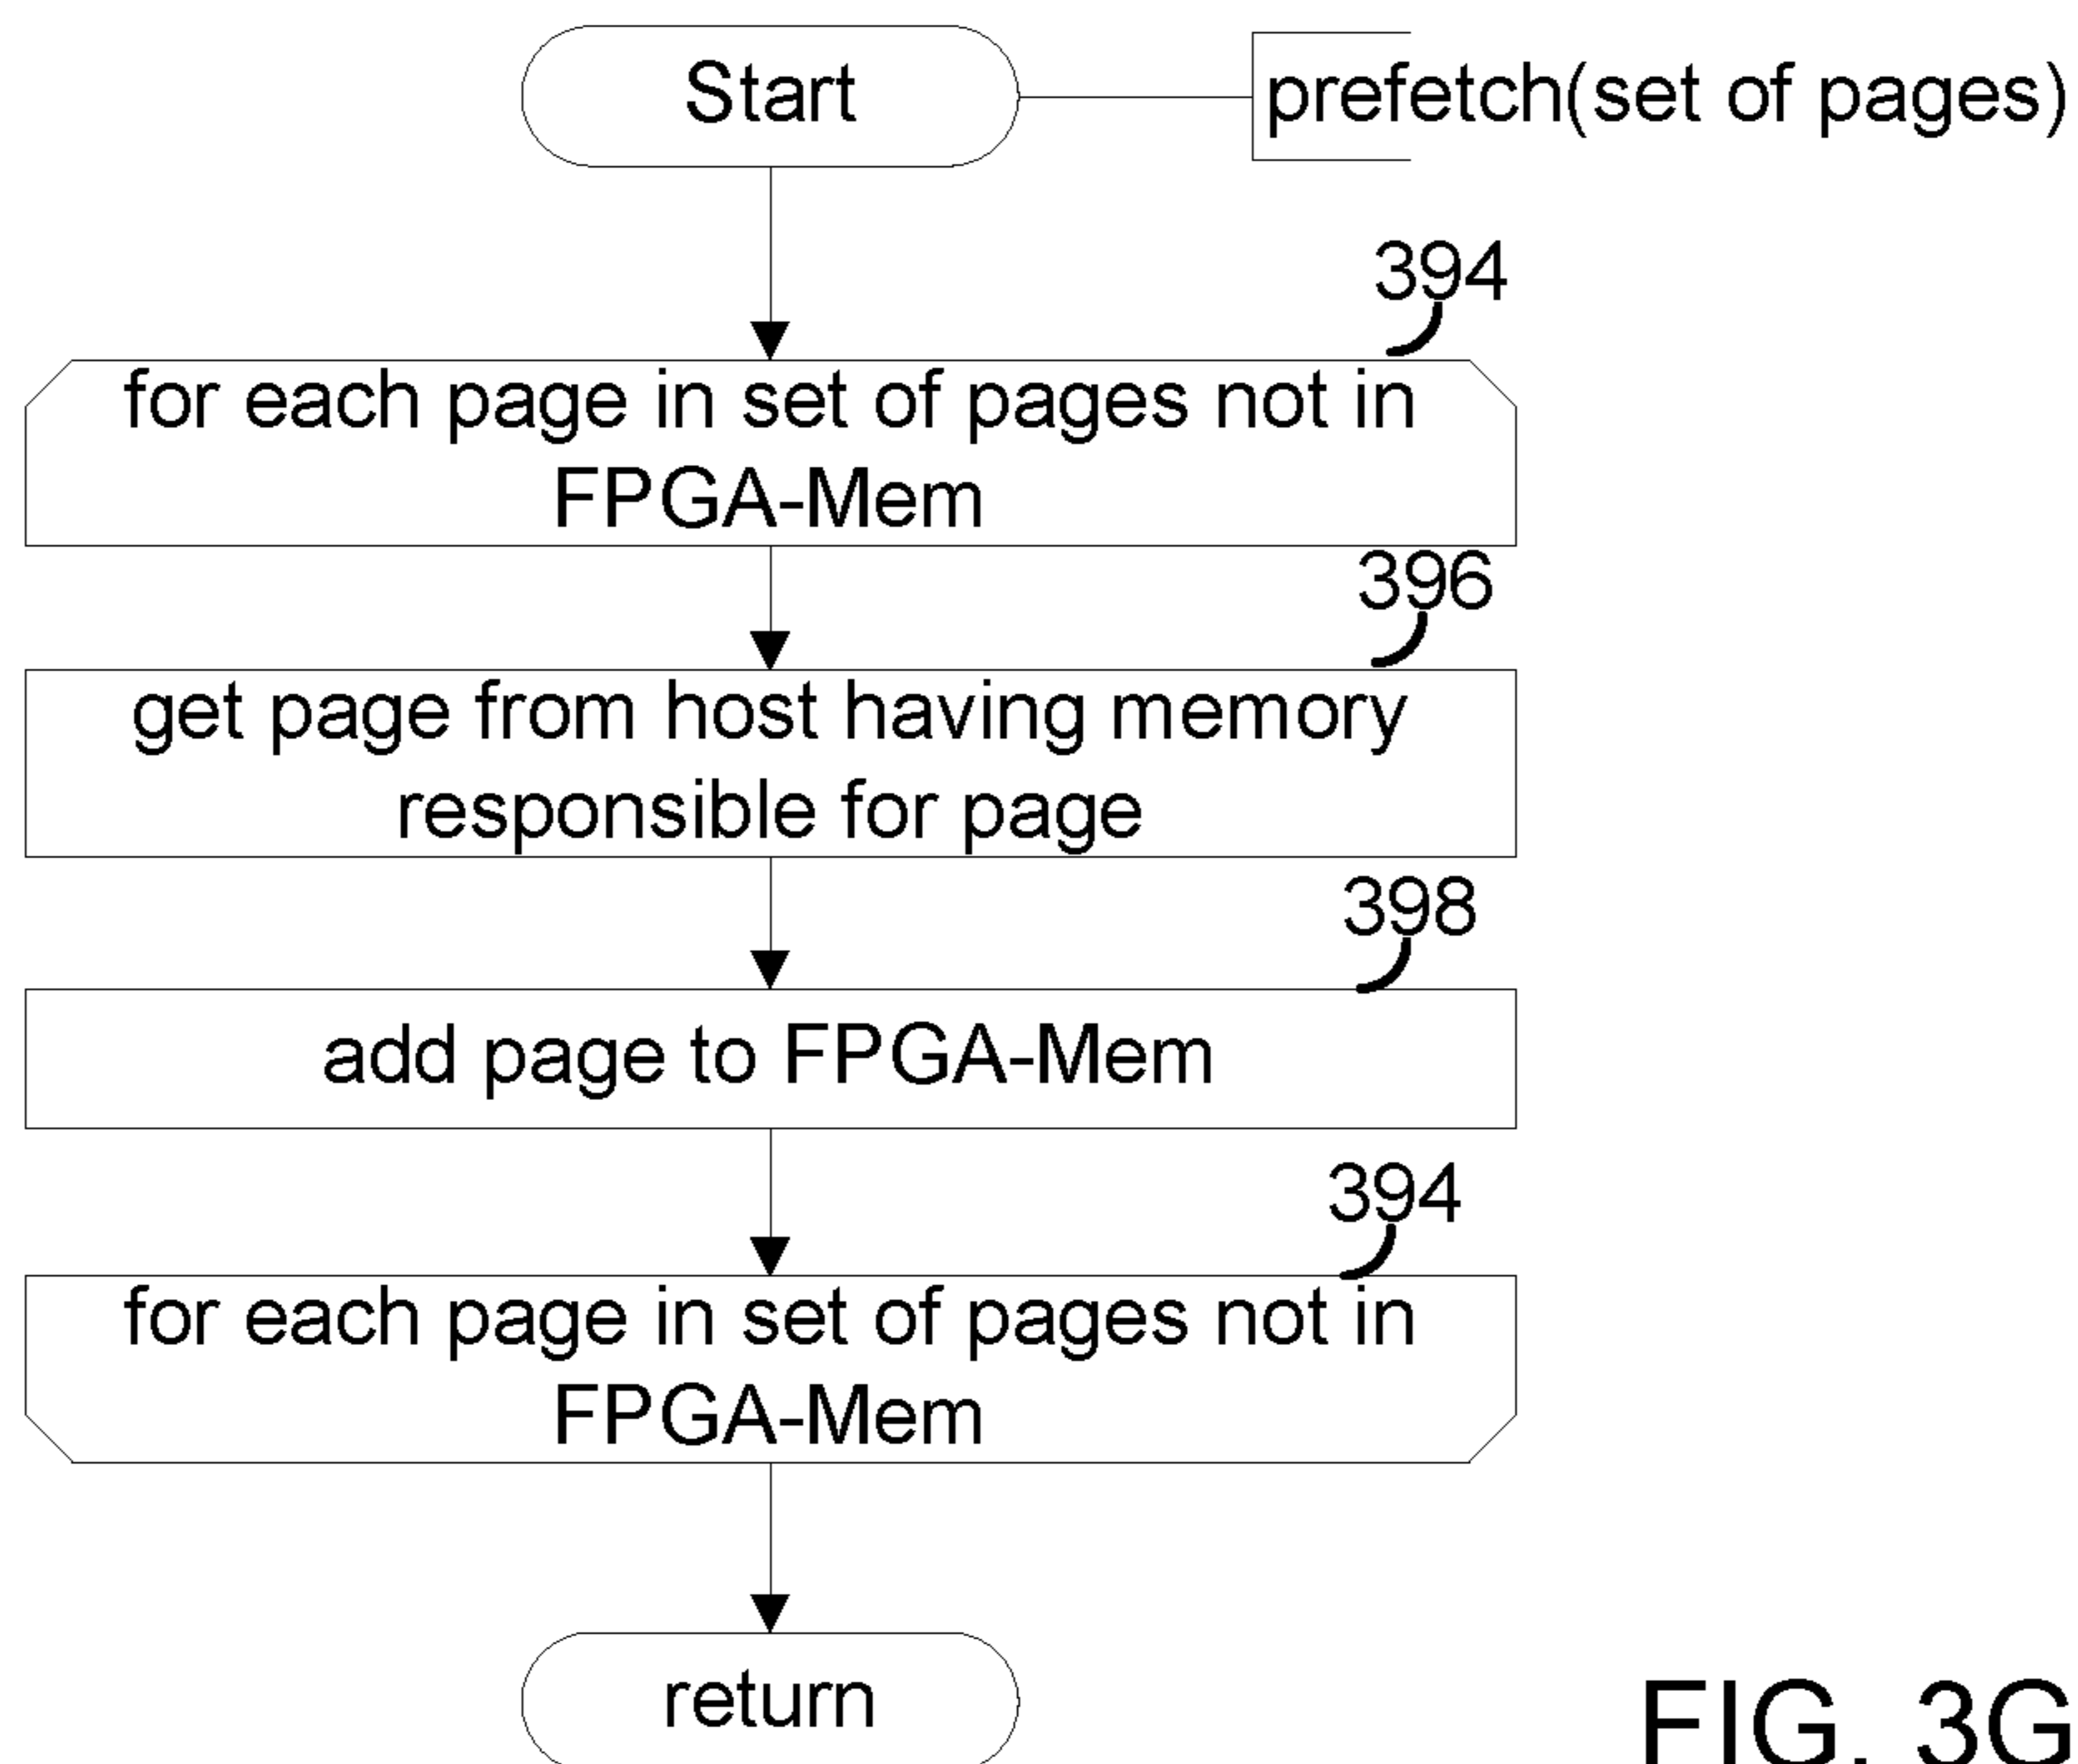 Start
prefetch(set of pages)
394
for each page in set of pages not in
FPGA-Mem
396
get page from host having memory
responsible for page
398
add page to FPGA-Mem
394
for each page in set of pages not in
FPGA-Mem
return
FIG. 3G